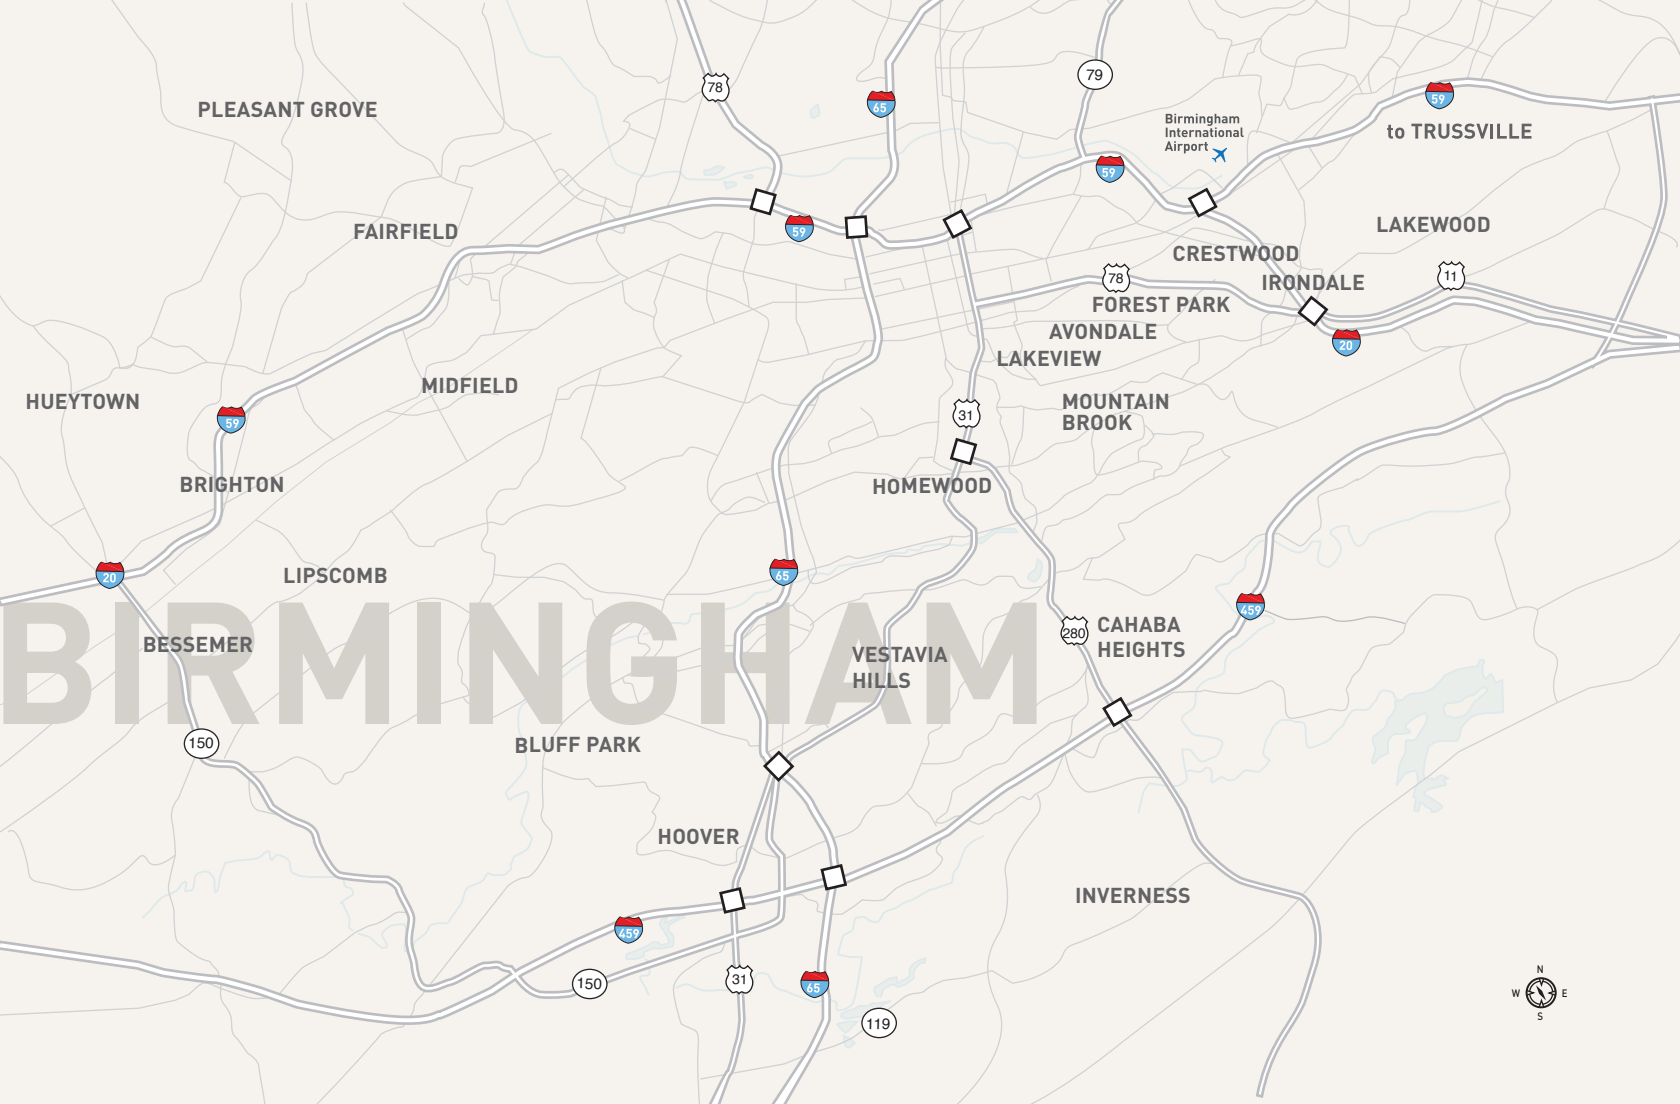 78
65
79
59
PLEASANT GROVE
Birmingham
International
Airport
to TRUSSVILLE
59
FAIRFIELD
59
LAKEWOOD
CRESTWOOD
78
11
IRONDALE
FOREST PARK
AVONDALE
20
LAKEVIEW
MIDFIELD
HUEYTOWN
59
31
MOUNTAIN
BROOK
BRIGHTON
HOMEWOOD
20
LIPSCOMB
65
459
BIRMINGHAM
BESSEMER
280
CAHABA
HEIGHTS
VESTAVIA
HILLS
150
BLUFF PARK
HOOVER
INVERNESS
459
150
31
65
119
N
W
E
S